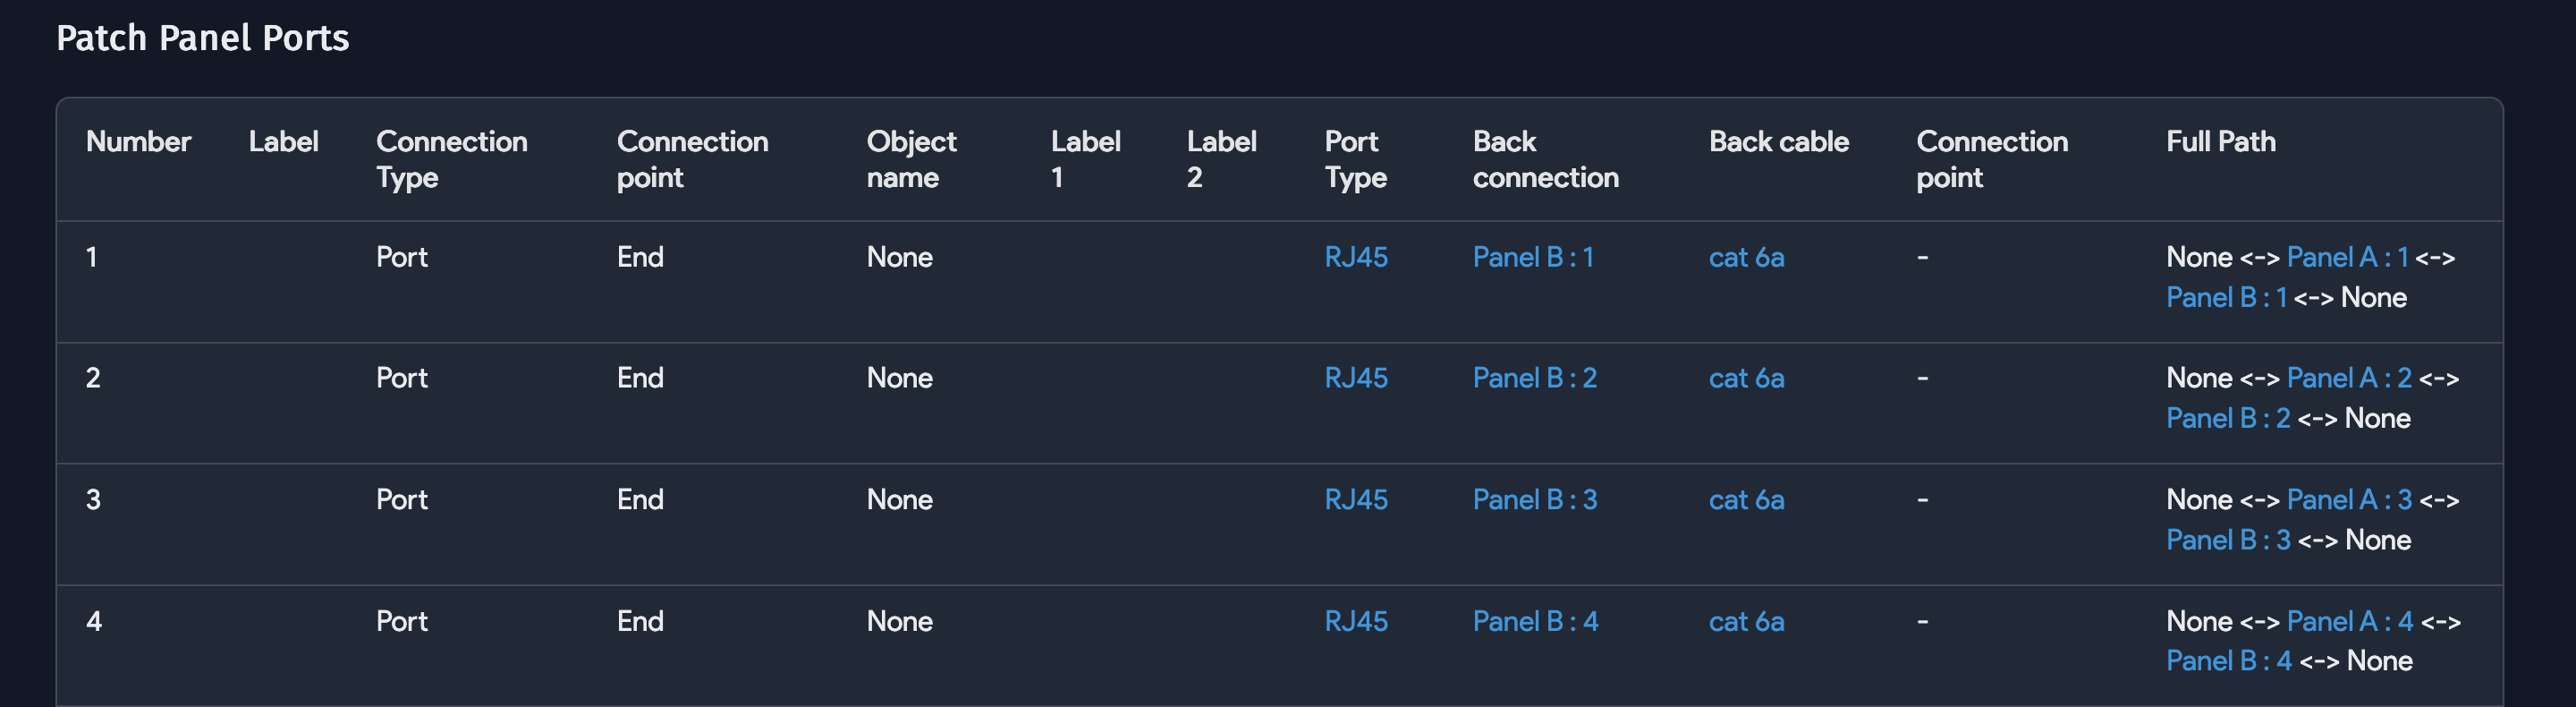 Patch Panel Ports
Number Label Connection Type Connection point Object name Label 1 Label 2 Port Type Back connection Back cable Connection point Full Path
1 Port End None RJ45 Panel B : 1 cat 6a - None <-> Panel A : 1 <->
Panel B : 1 <-> None
2 Port End None RJ45 Panel B : 2 cat 6a - None <-> Panel A : 2 <->
Panel B : 2 <-> None
3 Port End None RJ45 Panel B : 3 cat 6a - None <-> Panel A : 3 <->
Panel B : 3 <-> None
4 Port End None RJ45 Panel B : 4 cat 6a - None <-> Panel A : 4 <->
Panel B : 4 <-> None